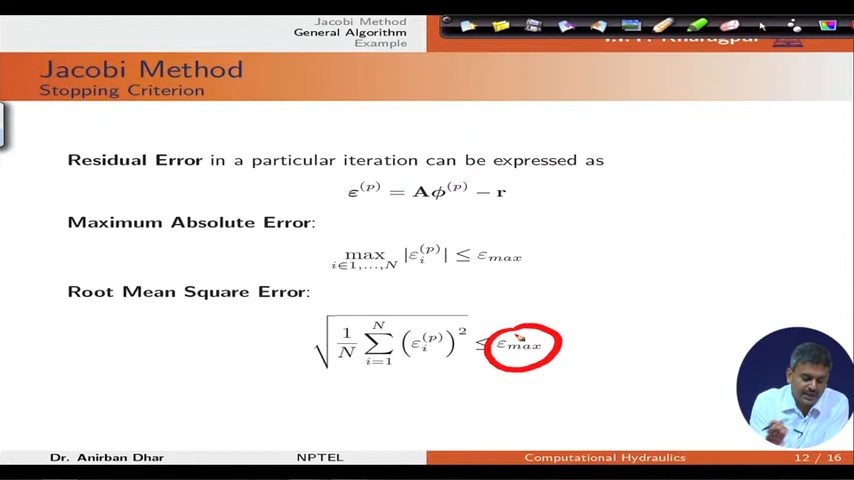 Jacobi Method
General Algorithm
Example
Jacobi Method
Stopping Criterion
Residual Error in a particular iteration can be expressed as
ε^(p) = Aϕ^(p) − r
Maximum Absolute Error:
max_{i∈1,...,N} |ε_i^(p)| ≤ ε_max
Root Mean Square Error:
√(1/N ∑_{i=1}^{N} (ε_i^(p))^2) ≤ ε_max
Dr. Anirban Dhar NPTEL Computational Hydraulics 12 / 16